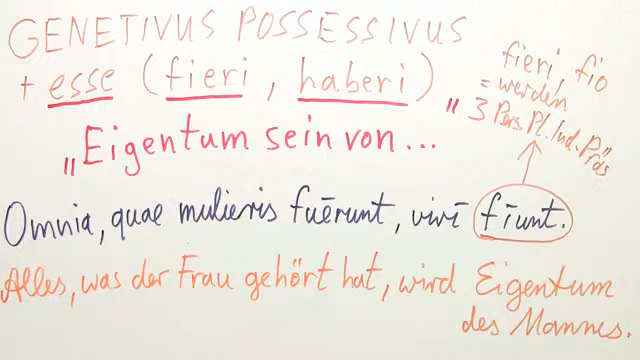 GENETIVUS POSSESSIVUS
+ esse (fieri, haberi)
„Eigentum sein von..."
fieri, fio
= werden
3 Pers. Pl. Ind. Präs
Omnia, quae mulieris fuērunt, virī fīunt.
Alles, was der Frau gehört hat, wird Eigentum
des Mannes.